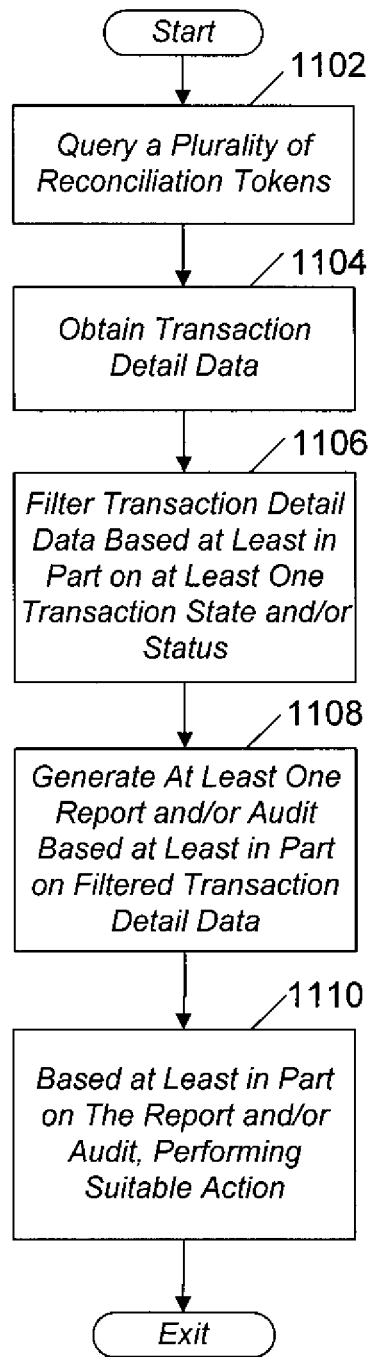 Start
1102
Query a Plurality of
Reconciliation Tokens
1104
Obtain Transaction
Detail Data
1106
Filter Transaction Detail
Data Based at Least in
Part on at Least One
Transaction State and/or
Status
1108
Generate At Least One
Report and/or Audit
Based at Least in Part
on Filtered Transaction
Detail Data
1110
Based at Least in Part
on The Report and/or
Audit, Performing
Suitable Action
Exit